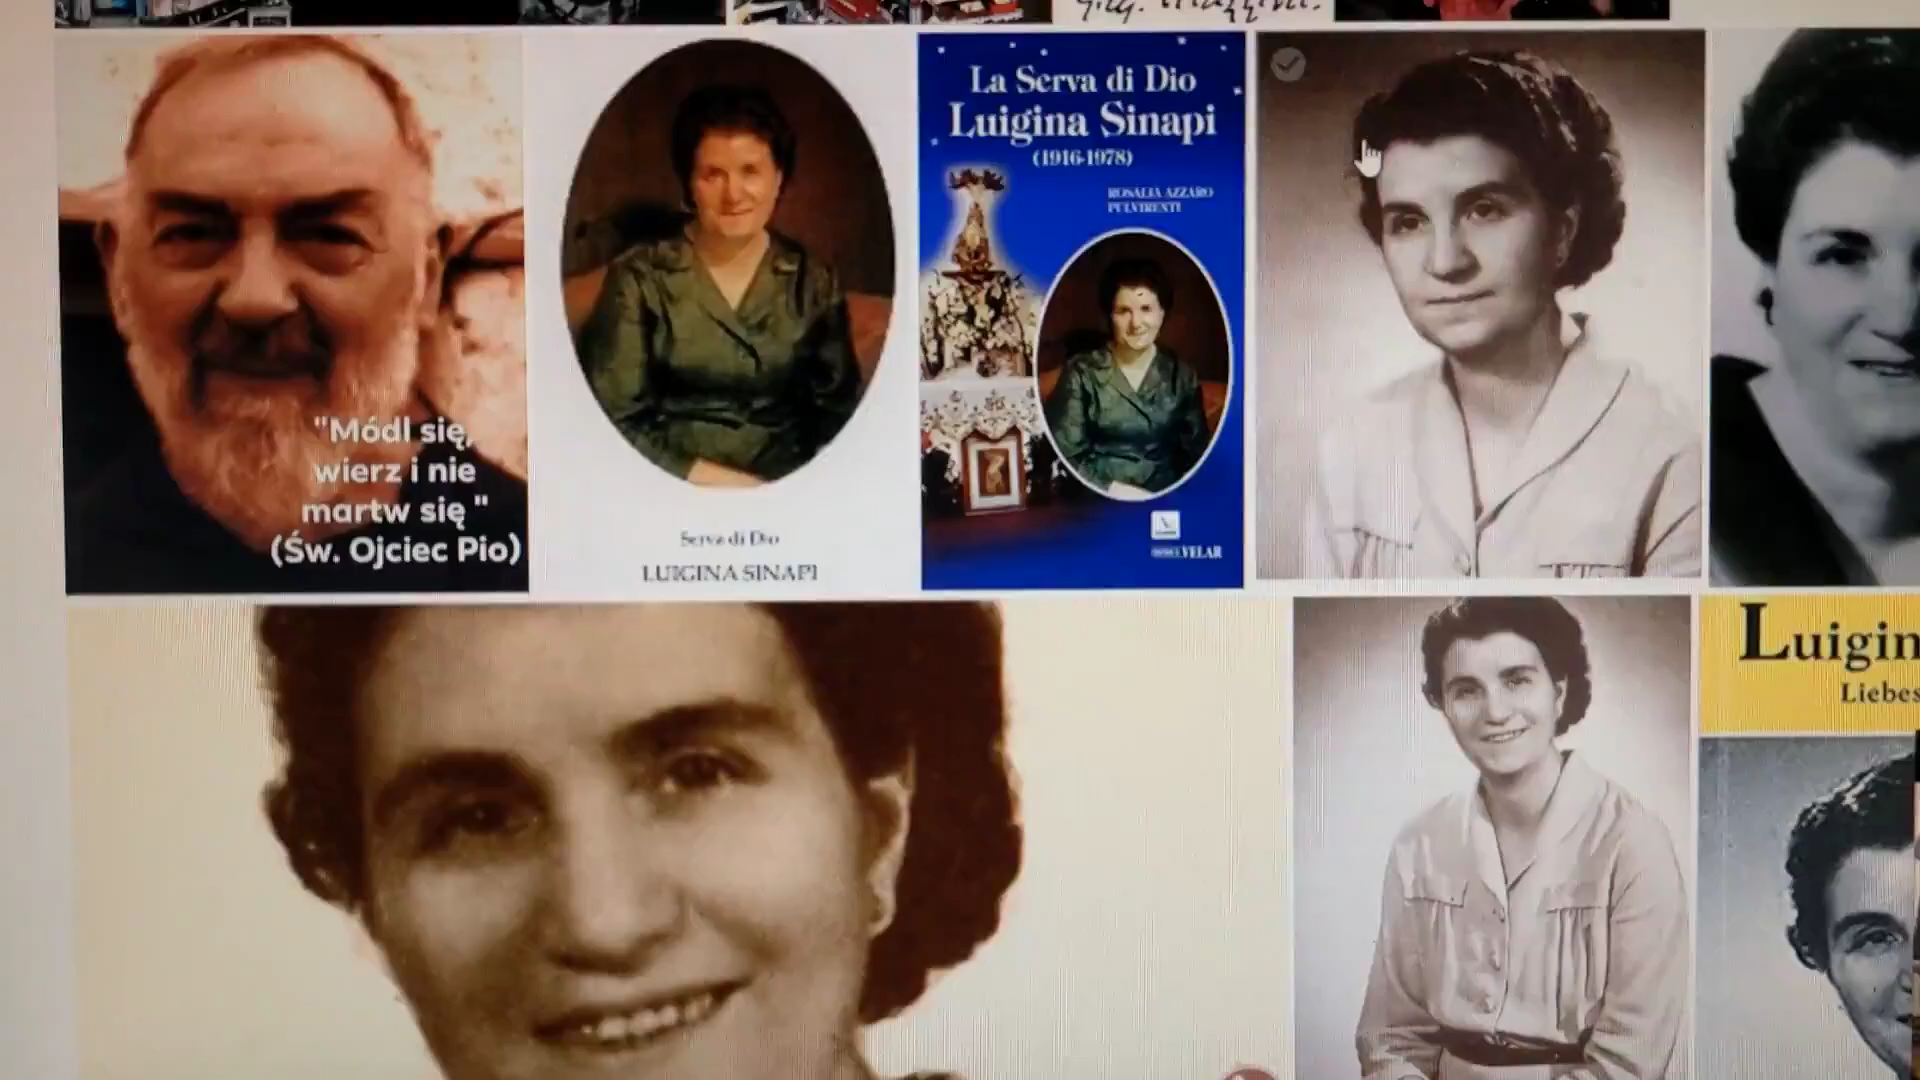 "Módl się,
wierz i nie
martw się "
(Św. Ojciec Pio)
Serva di Dio
LUIGINA SINAPI
La Serva di Dio
Luigina Sinapi
(1916-1978)
ROSALIA AZZARO
PULVIRENTI
VELAR
Luigin
Liebes